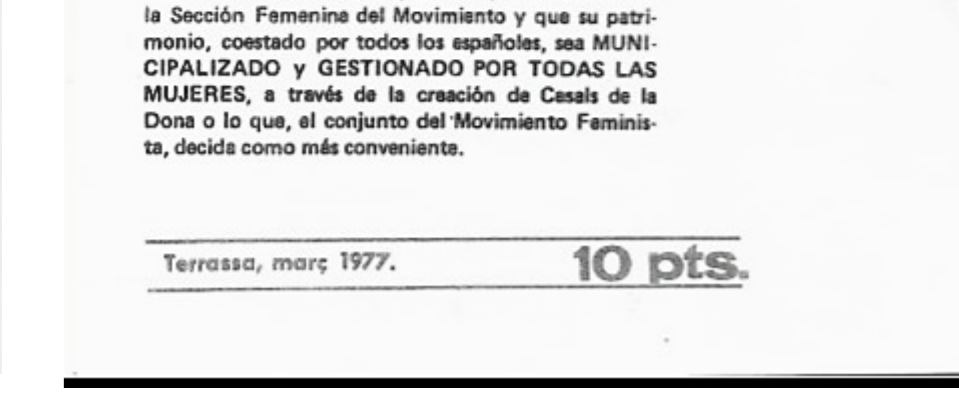 la Sección Femenina del Movimiento y que su patri-
monio, coestado por todos los españoles, sea MUNI-
CIPALIZADO y GESTIONADO POR TODAS LAS
MUJERES, a través de la creación de Casals de la
Dona o lo que, el conjunto del Movimiento Feminis-
ta, decida como más conveniente.
Terrassa, març 1977.
10 pts.